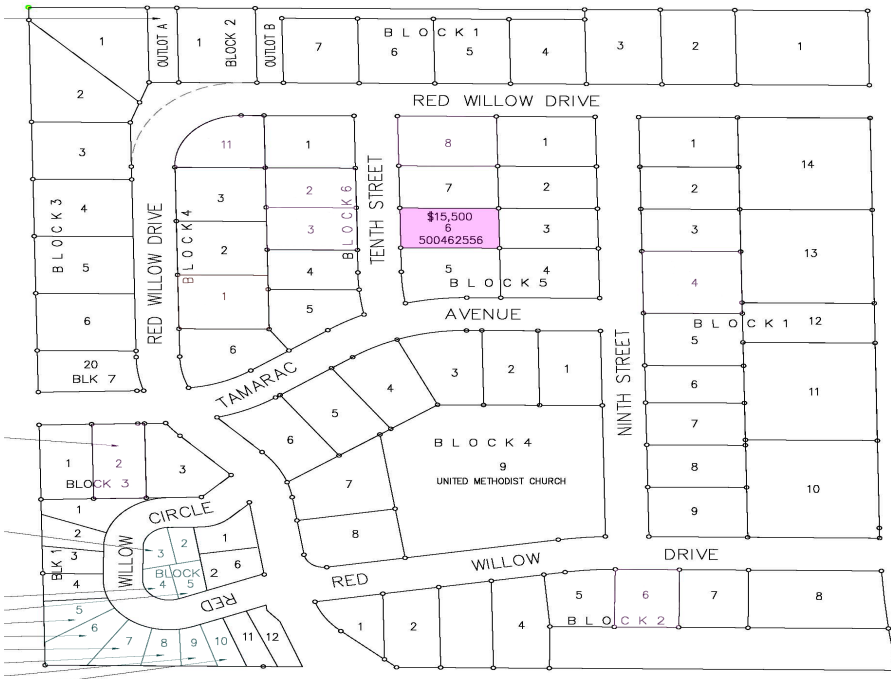 1 OUTLOT A 1 BLOCK 2 OUTLOT B
BLOCK 1
7 6 5 4 3 2 1
2
RED WILLOW DRIVE
3
4
BLOCK 3
5
6
20
BLK 7
RED WILLOW DRIVE
11 1
3 2
BLOCK 4
2 3
BLOCK 6
1 4
5
6
TENTH STREET
8 1
7 2
$15,500
6
500462556
3
5 4
BLOCK 5
AVENUE
TAMARAC
NINTH STREET
1
2
3
4
BLOCK 1
5
6
7
8
9
14
13
12
11
10
6 5 4 3 2 1
BLOCK 4
9
UNITED METHODIST CHURCH
7
8
1 2 3
BLOCK 3
1
2
3
BLK 1
4
5
6
7 8 9 10 11 12
CIRCLE
WILLOW
RED
3 2 1
BLOCK 2
4 5 6
RED WILLOW DRIVE
1 2 4 5 6 7 8
BLOCK 2